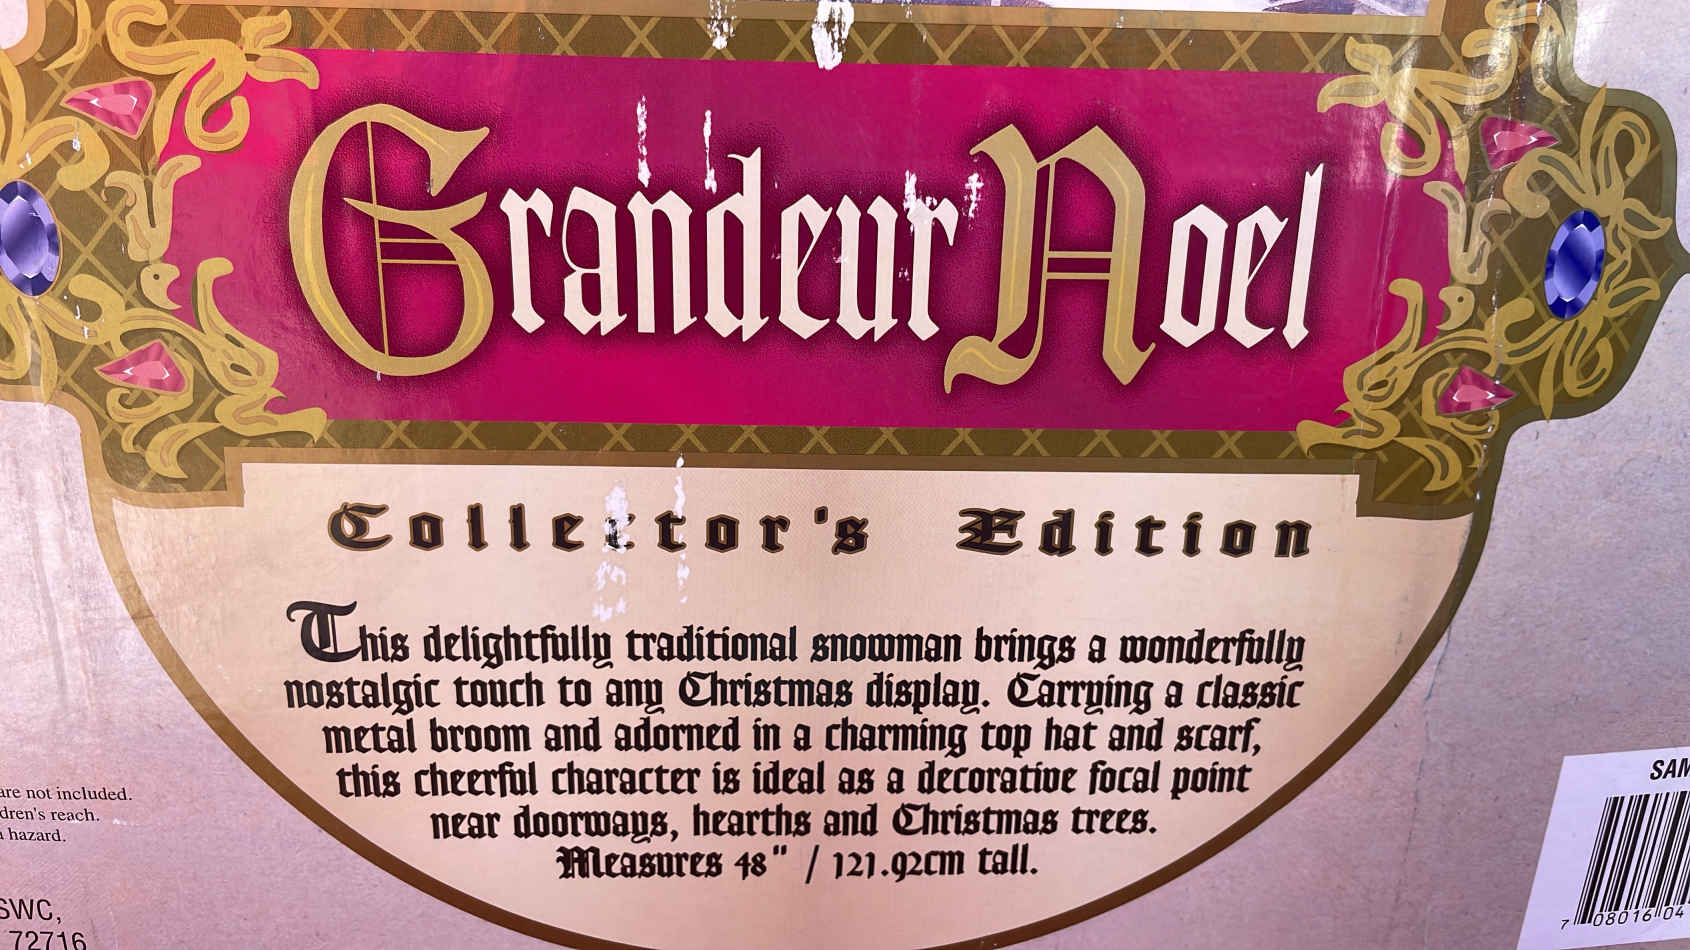 Grandeur Noel
Collector's Edition
This delightfully traditional snowman brings a wonderfully
nostalgic touch to any Christmas display. Carrying a classic
metal broom and adorned in a charming top hat and scarf,
this cheerful character is ideal as a decorative focal point
near doorways, hearths and Christmas trees.
Measures 48" / 121.92cm tall.
are not included.
dren's reach.
hazard.
SWC,
72716
SAM
7 08016 04